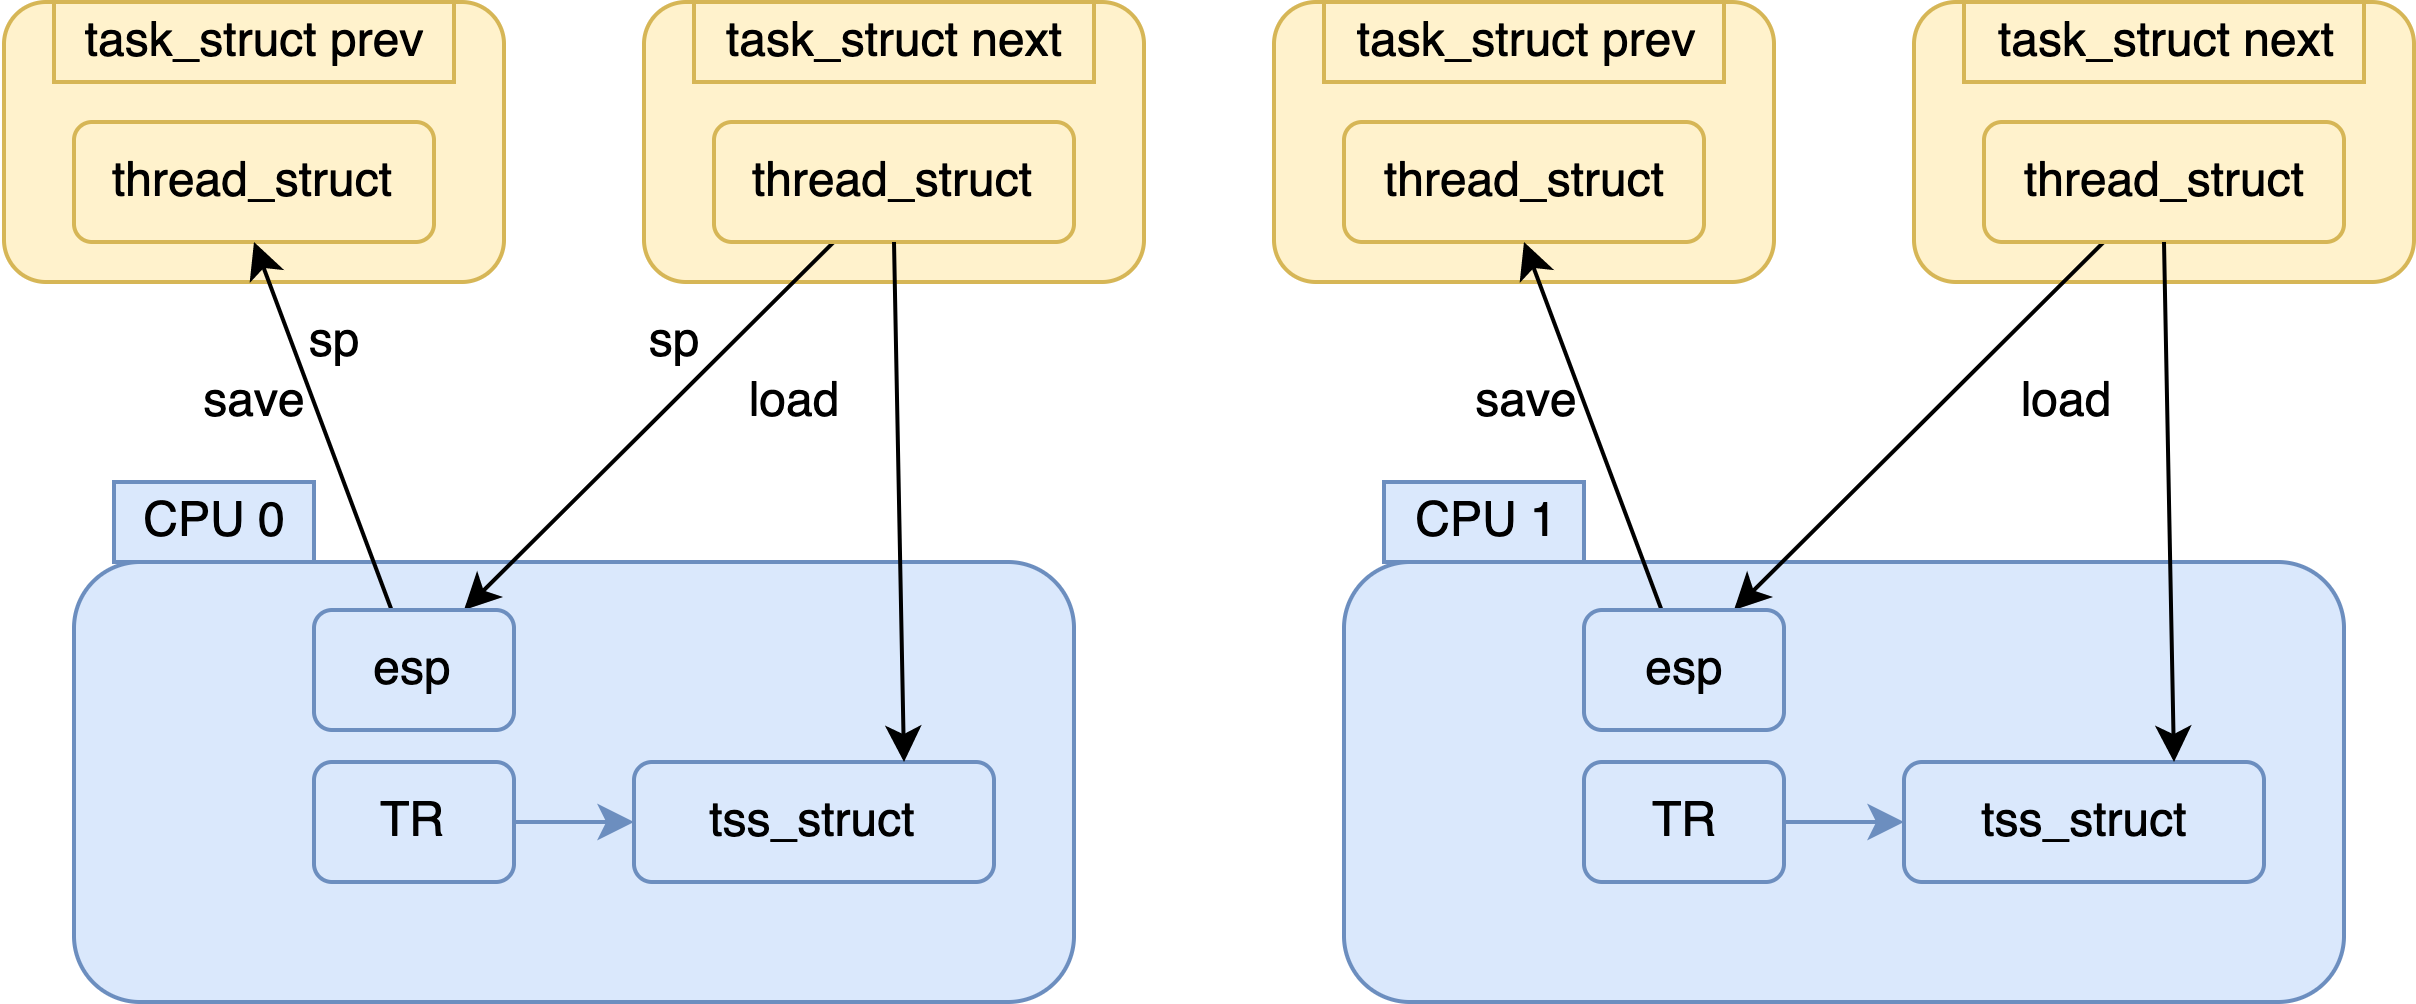 task_struct prev
task_struct next
task_struct prev
task_struct next
thread_struct
thread_struct
thread_struct
thread_struct
sp
sp
save
load
save
load
CPU 0
CPU 1
esp
esp
TR
tss_struct
TR
tss_struct